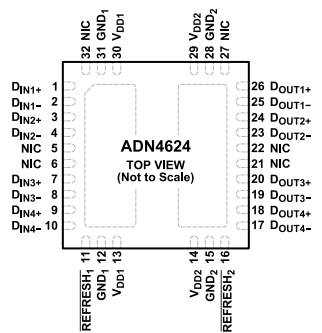 32 NIC
31 GND1
30 VDD1
29 VDD2
28 GND2
27 NIC
DIN1+ 1
DIN1− 2
DIN2+ 3
DIN2− 4
NIC 5
NIC 6
DIN3+ 7
DIN3− 8
DIN4+ 9
DIN4− 10
ADN4624
TOP VIEW
(Not to Scale)
26 DOUT1+
25 DOUT1−
24 DOUT2+
23 DOUT2−
22 NIC
21 NIC
20 DOUT3+
19 DOUT3−
18 DOUT4+
17 DOUT4−
REFRESH1 11
GND1 12
VDD1 13
VDD2 14
GND2 15
REFRESH2 16